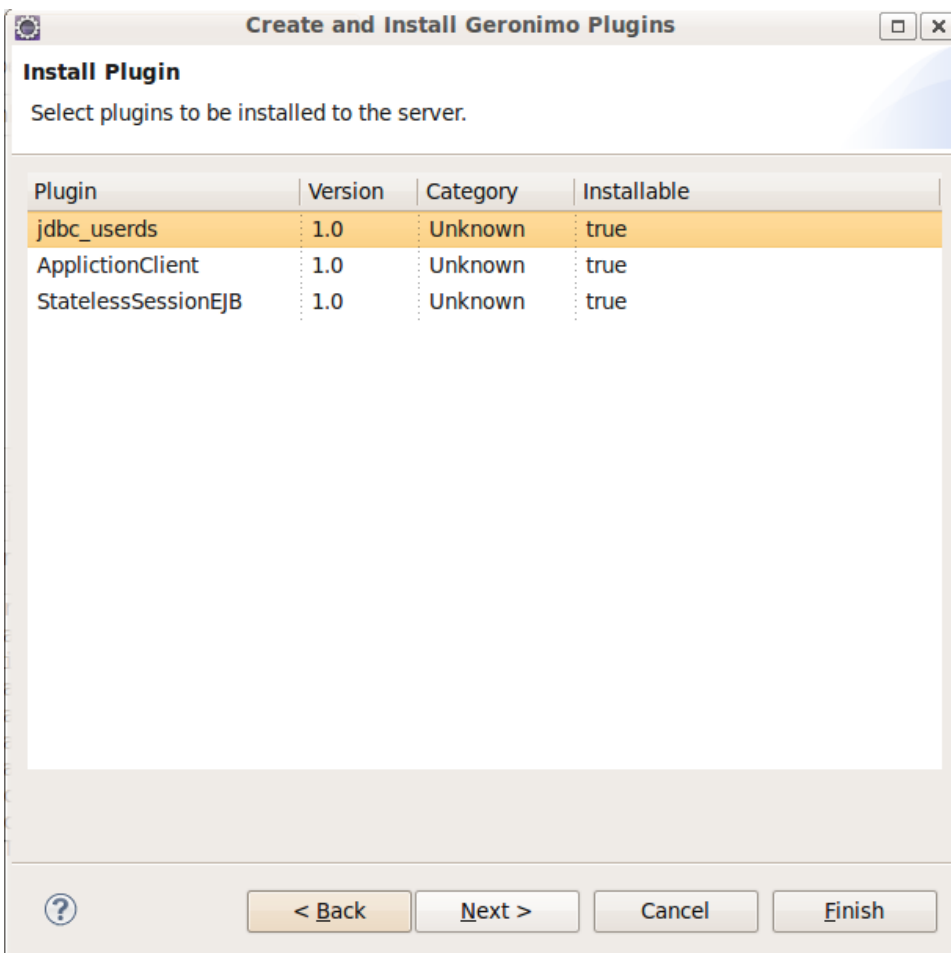 Create and Install Geronimo Plugins
Install Plugin
Select plugins to be installed to the server.
Plugin Version Category Installable
jdbc_userds 1.0 Unknown true
ApplictionClient 1.0 Unknown true
StatelessSessionEJB 1.0 Unknown true
? < Back Next > Cancel Finish